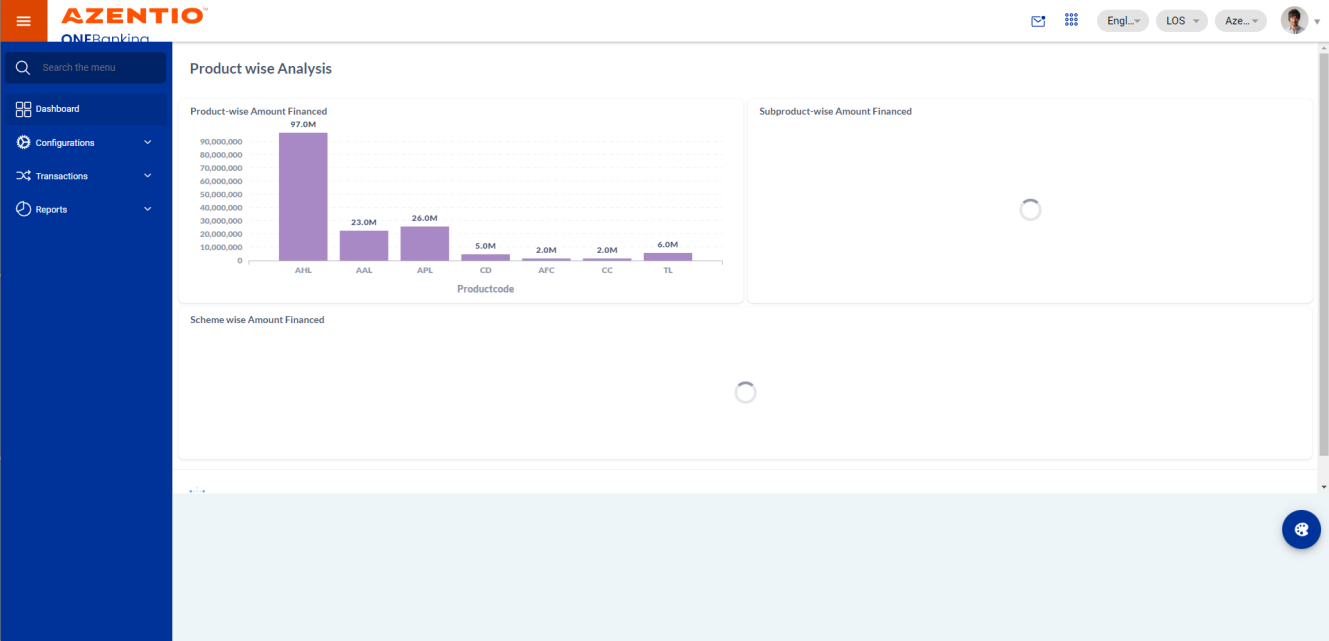 AZENTIO™
ONEBanking
Engl...
LOS
Aze...
Search the menu
Dashboard
Configurations
Transactions
Reports
Product wise Analysis
Product-wise Amount Financed
97.0M
90,000,000
80,000,000
70,000,000
60,000,000
50,000,000
40,000,000
30,000,000
20,000,000
10,000,000
0
23.0M
26.0M
5.0M
2.0M
2.0M
6.0M
AHL AAL APL CD AFC CC TL
Productcode
Subproduct-wise Amount Financed
Scheme wise Amount Financed